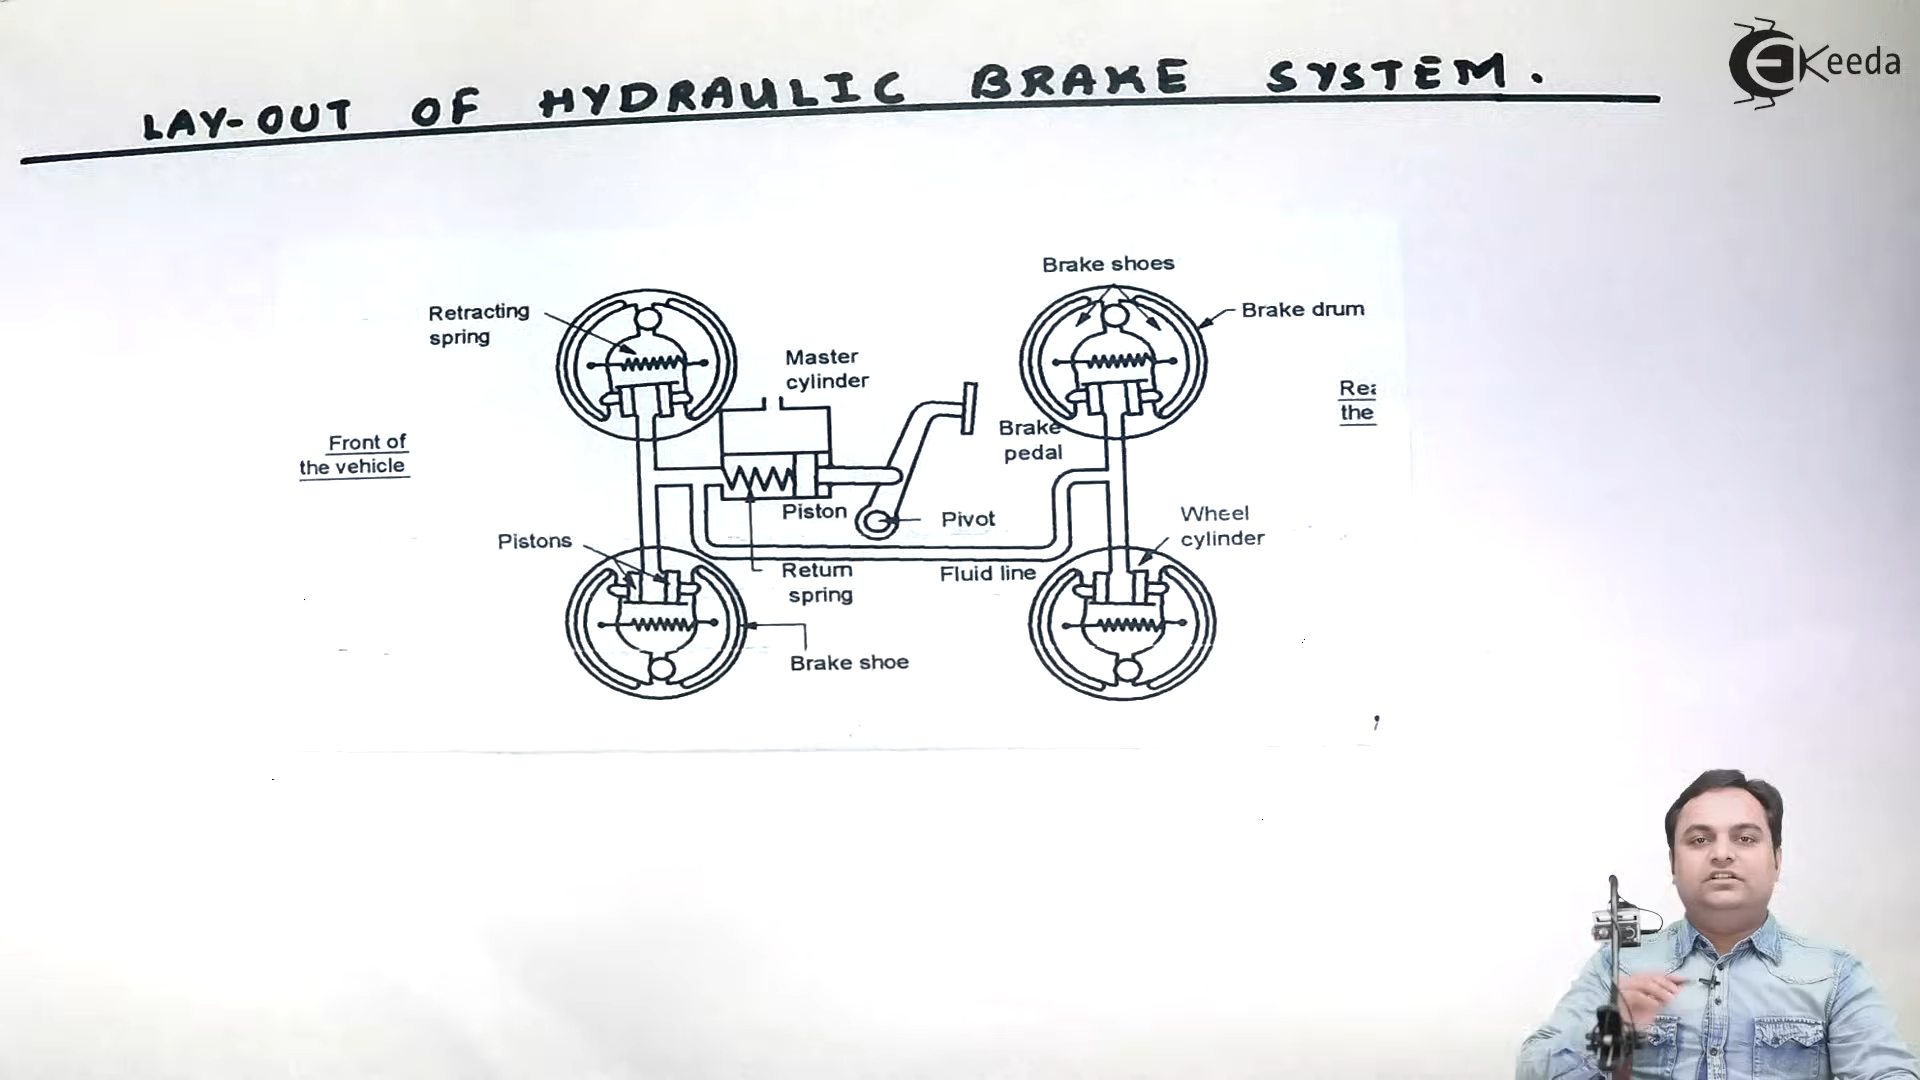 LAY-OUT OF HYDRAULIC BRAKE SYSTEM.
eKeeda
Brake shoes
Retracting
spring
Brake drum
Master
cylinder
Front of
the vehicle
Brake
pedal
the
Piston
Pivot
Wheel
cylinder
Pistons
Return
spring
Fluid line
Brake shoe